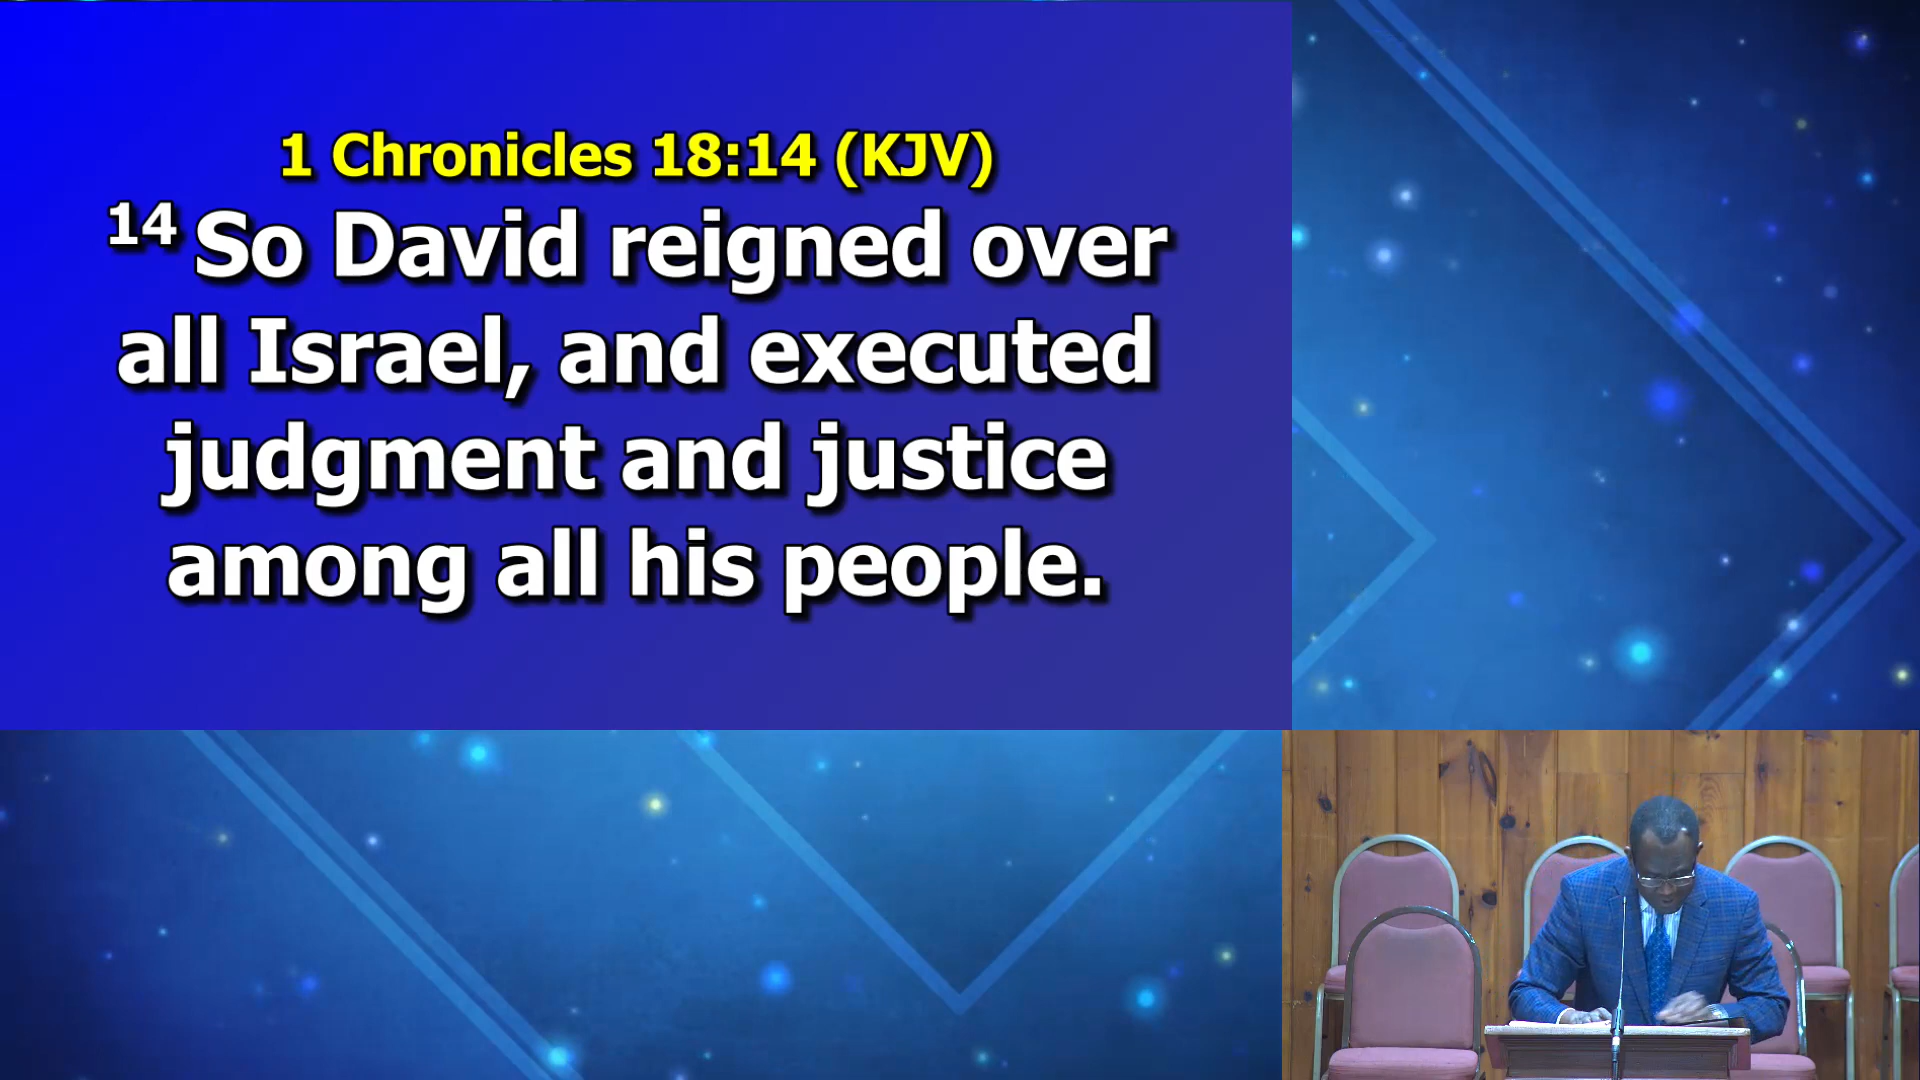 1 Chronicles 18:14 (KJV)
14 So David reigned over
all Israel, and executed
judgment and justice
among all his people.